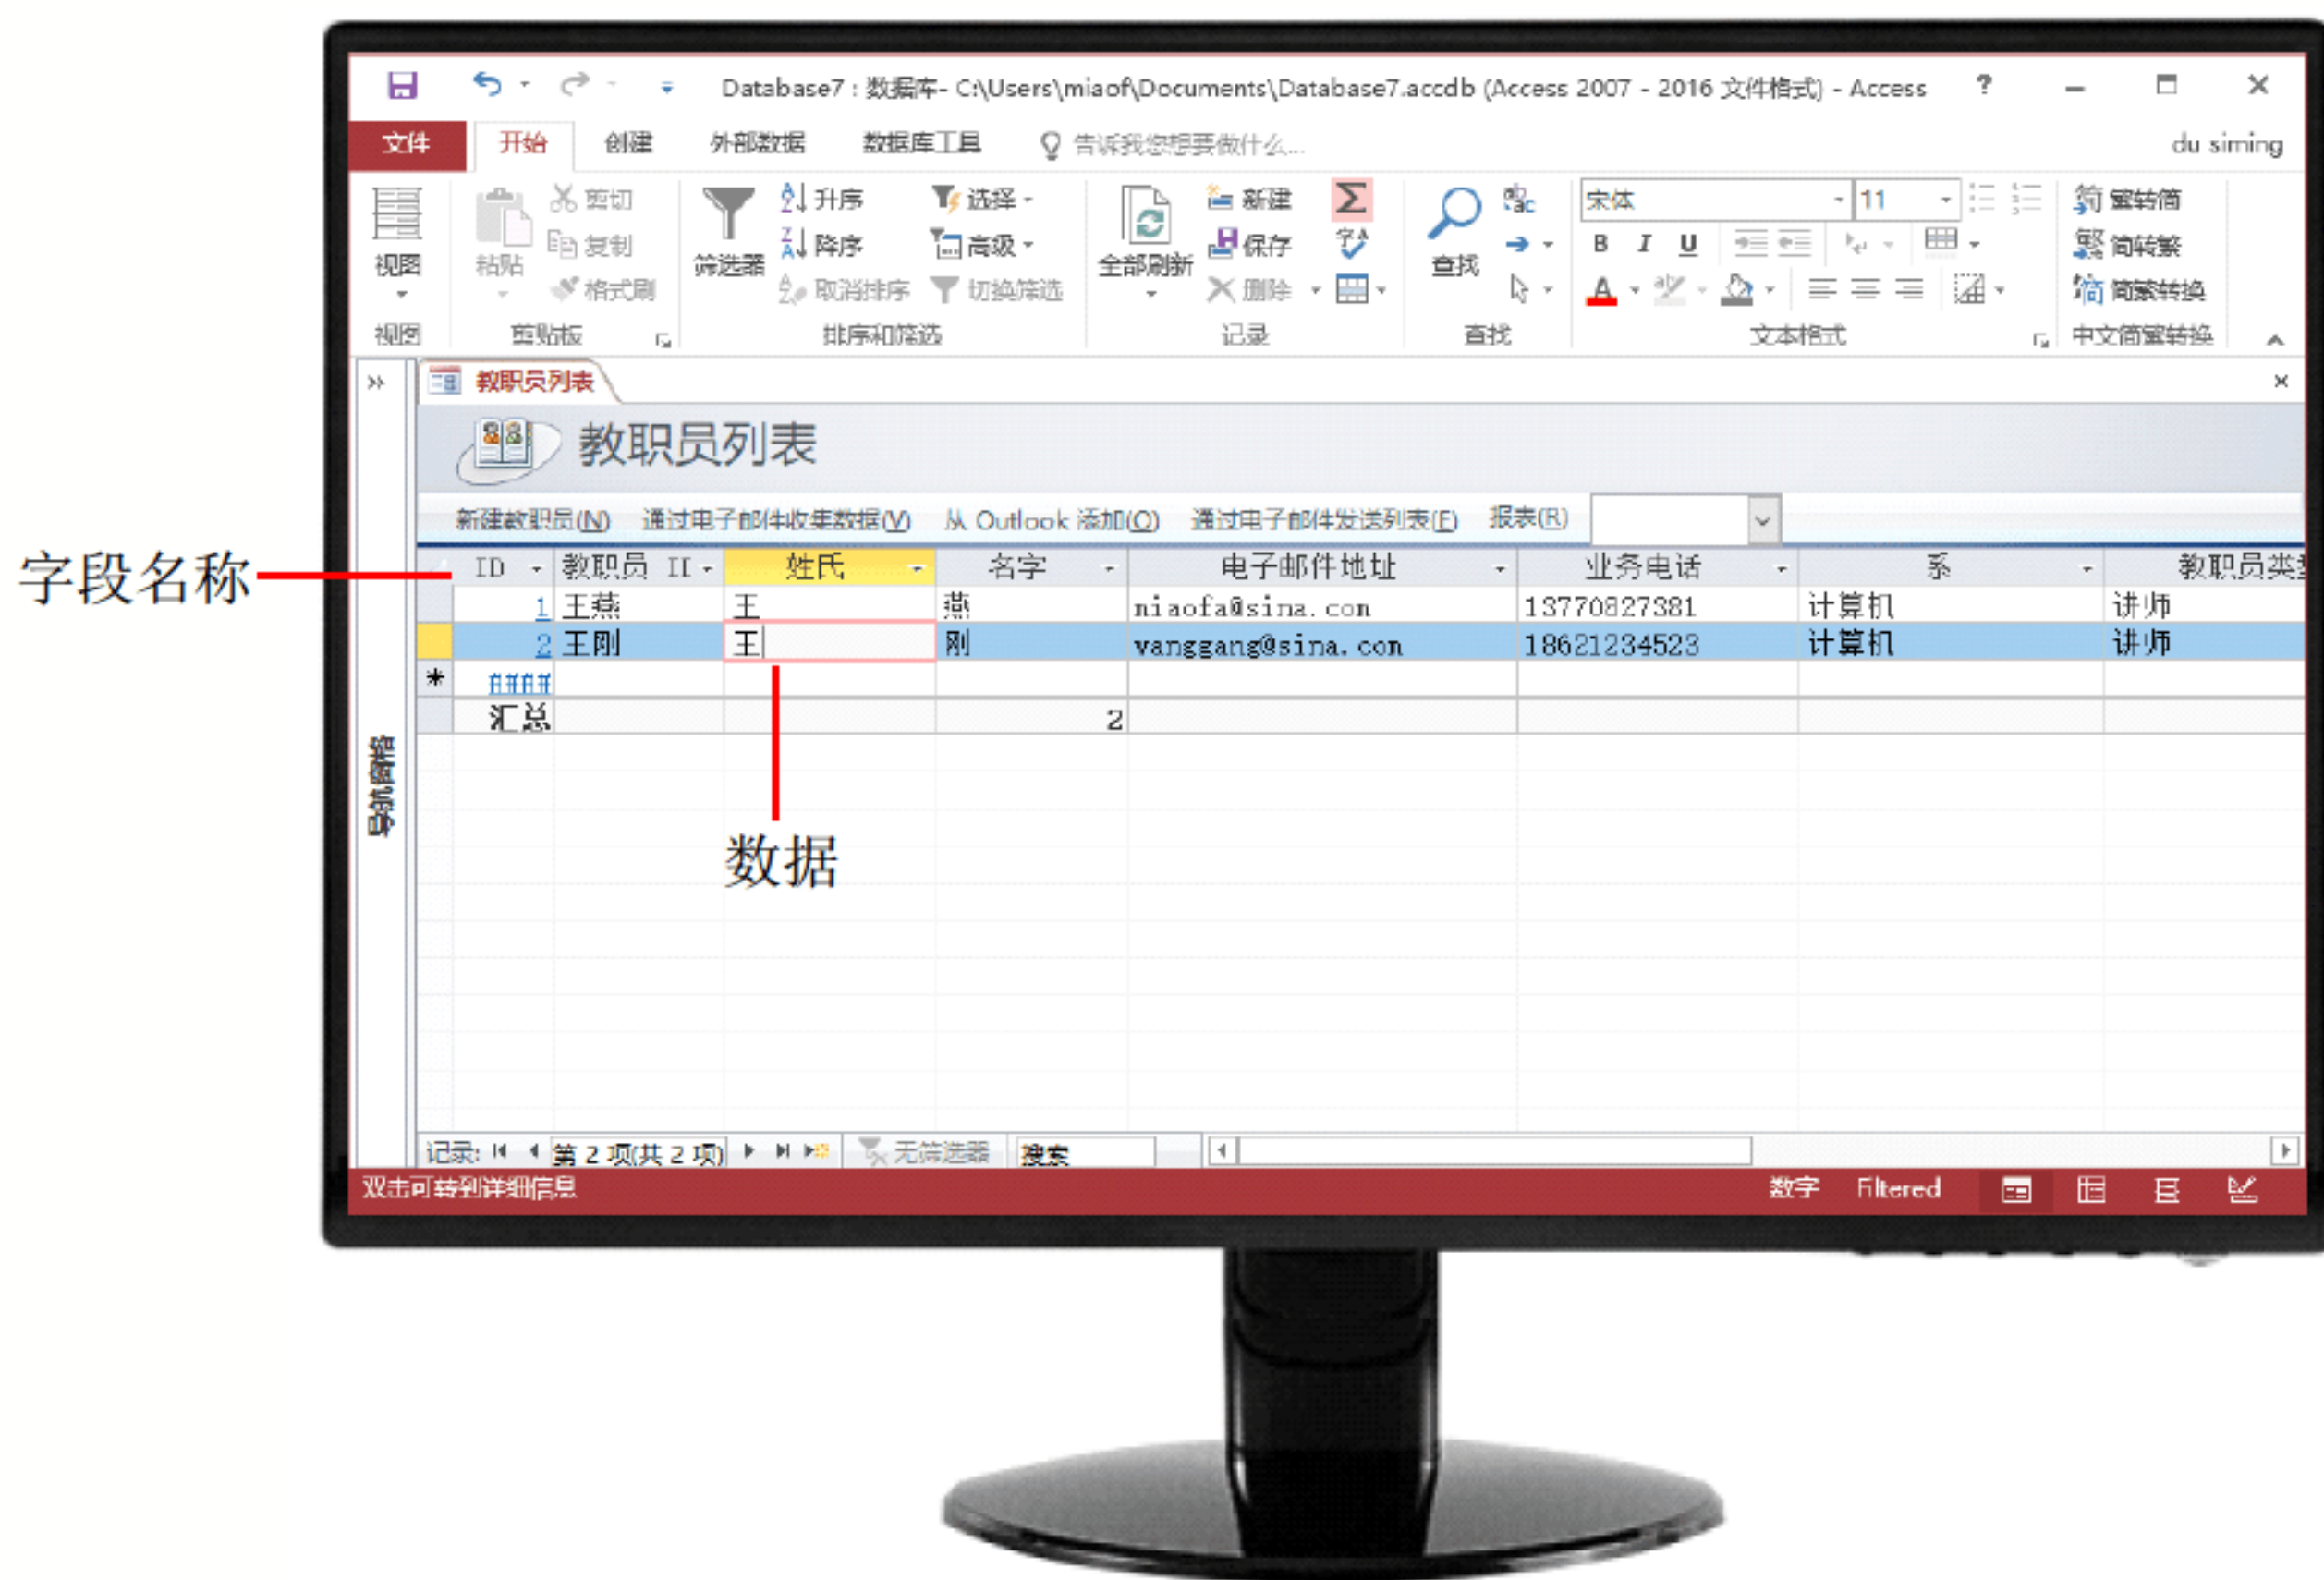 Database7 : 数据库- C:\Users\miaof\Documents\Database7.accdb (Access 2007 - 2016 文件格式) - Access ?
文件 开始 创建 外部数据 数据库工具 告诉我您想要做什么... du siming
剪切 升序 选择 新建 宋体 11 繁转简
复制 降序 高级 保存 B I U 简转繁
视图 粘贴 筛选器 全部刷新 查找
格式刷 取消排序 切换筛选 删除 A 简繁转换
视图 剪贴板 排序和筛选 记录 查找 文本格式 中文简繁转换
教职员列表
教职员列表
新建教职员(N) 通过电子邮件收集数据(V) 从 Outlook 添加(O) 通过电子邮件发送列表(E) 报表(R)
字段名称
ID 教职员 姓氏 名字 电子邮件地址 业务电话 系 教职员类
1 王燕 王 燕 miaofa@sina.com 13770827381 计算机 讲师
2 王刚 王 刚 wanggang@sina.com 18621234523 计算机 讲师
* ####
汇总 2
导航窗格
数据
记录: 第 2 项(共 2 项) 无筛选器 搜索
双击可转到详细信息 数字 Filtered